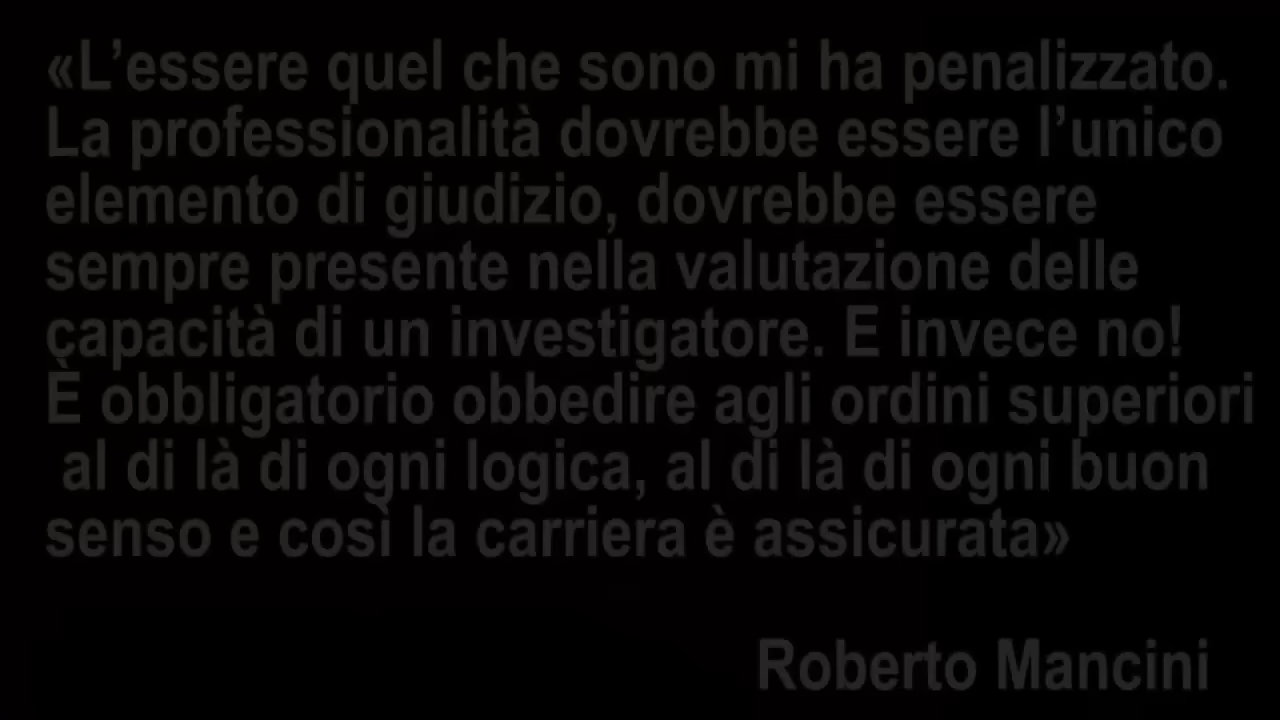 «L’essere quel che sono mi ha penalizzato.
La professionalità dovrebbe essere l’unico
elemento di giudizio, dovrebbe essere
sempre presente nella valutazione delle
capacità di un investigatore. E invece no!
È obbligatorio obbedire agli ordini superiori
al di là di ogni logica, al di là di ogni buon
senso e così la carriera è assicurata»
Roberto Mancini